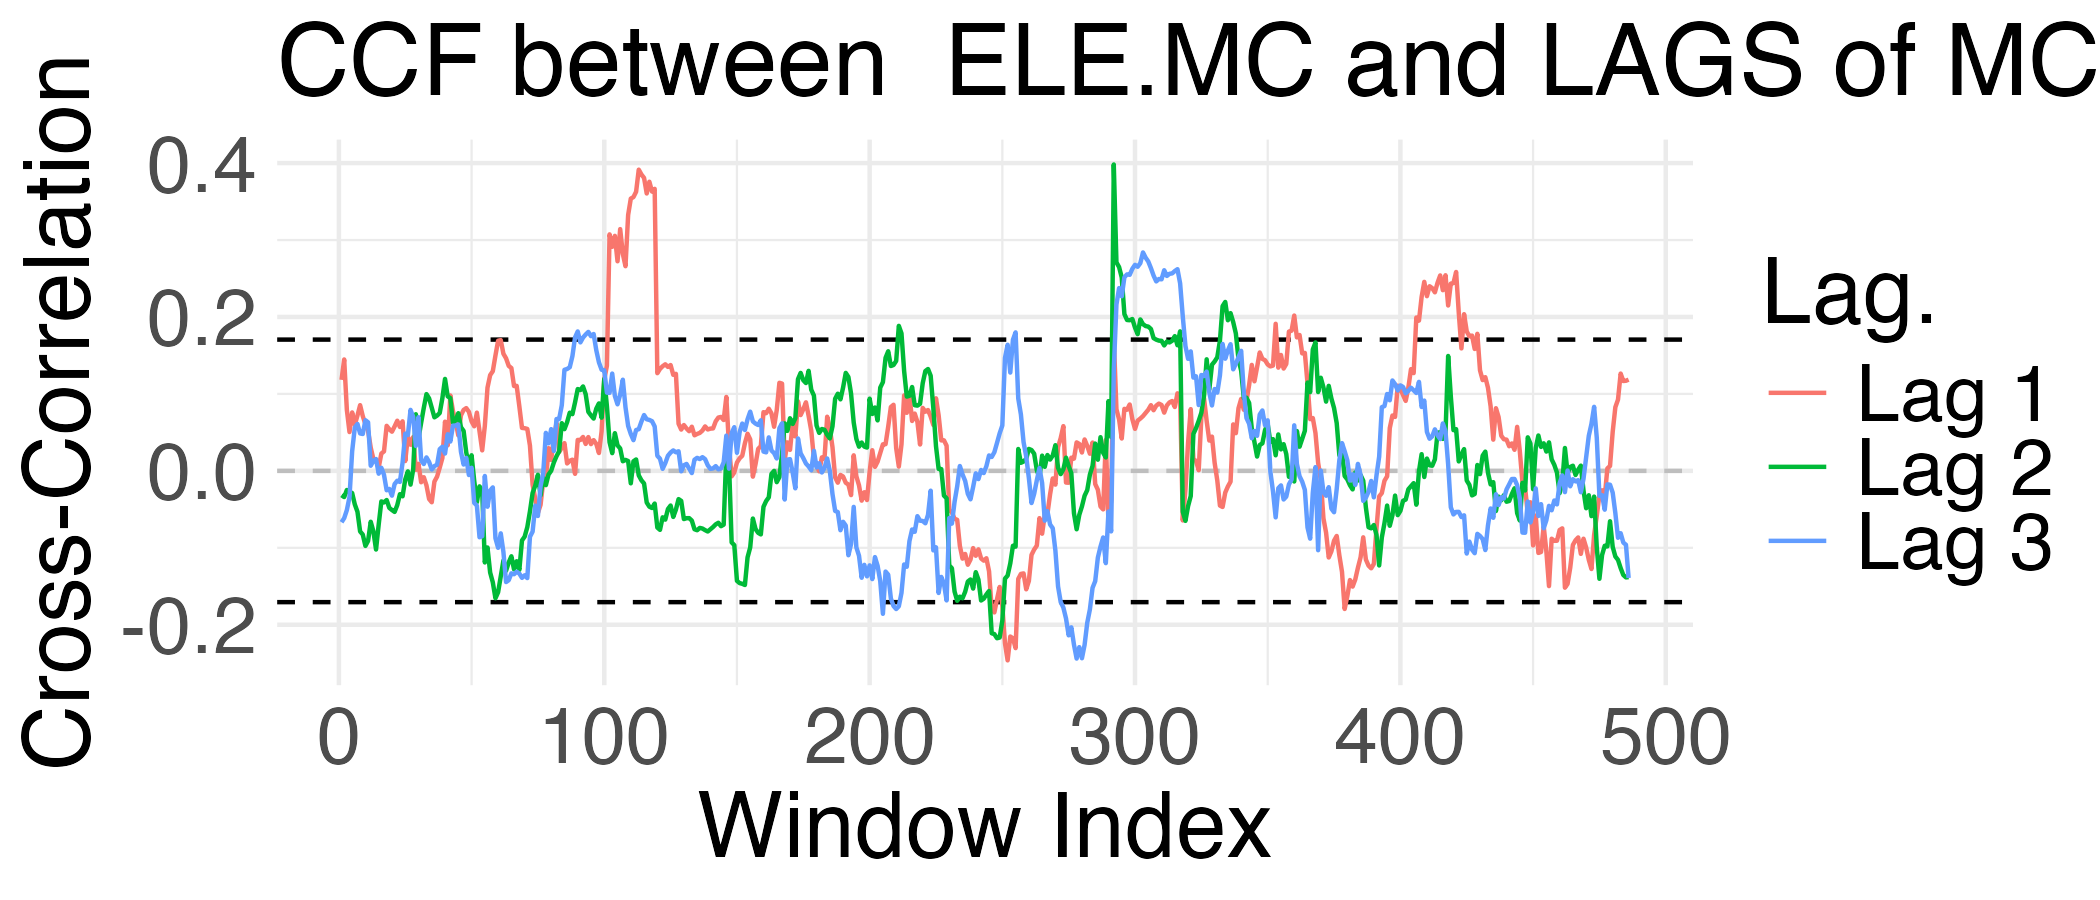 CCF between  ELE.MC and LAGS of MC
Cross-Correlation
0.4
0.2
0.0
-0.2
0 100 200 300 400 500
Window Index
Lag.
Lag 1
Lag 2
Lag 3